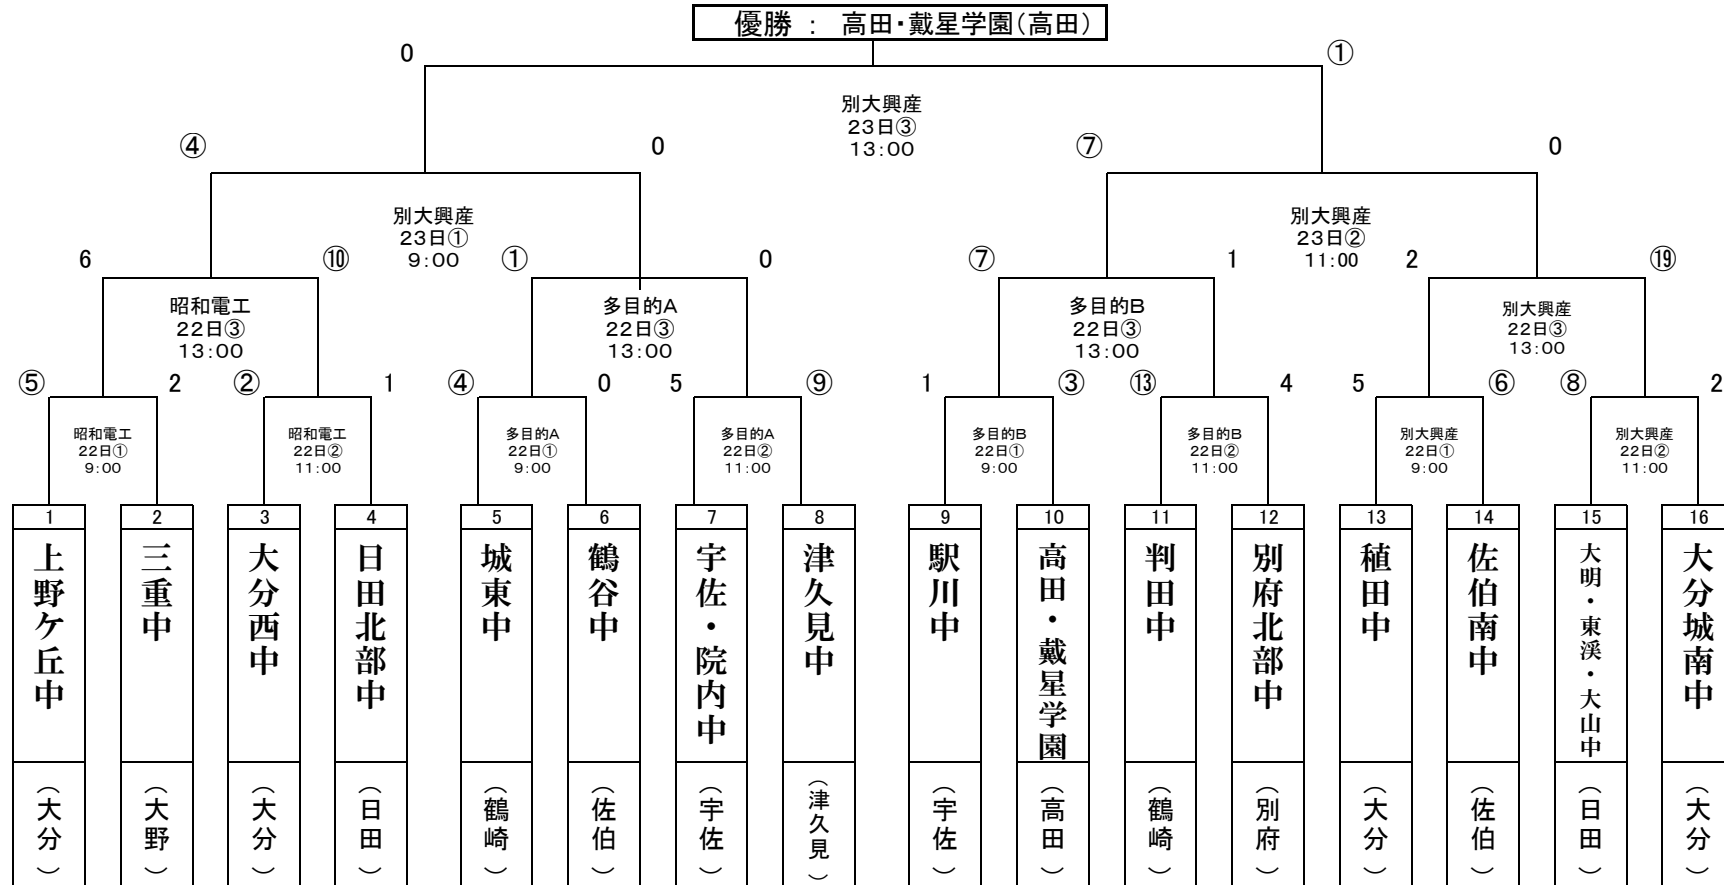 優勝 : 高田・戴星学園(高田)
0
①
別大興産
23日③
13:00
④
0
⑦
0
別大興産
23日①
9:00
別大興産
23日②
11:00
6
⑩
①
0
⑦
1
2
⑲
昭和電工
22日③
13:00
多目的A
22日③
13:00
多目的B
22日③
13:00
別大興産
22日③
13:00
⑤
2
②
1
④
0
5
⑨
1
③
⑬
4
5
⑥
⑧
2
昭和電工
22日①
9:00
昭和電工
22日②
11:00
多目的A
22日①
9:00
多目的A
22日②
11:00
多目的B
22日①
9:00
多目的B
22日②
11:00
別大興産
22日①
9:00
別大興産
22日②
11:00
1
上野ケ丘中
(大分)
2
三重中
(大野)
3
大分西中
(大分)
4
日田北部中
(日田)
5
城東中
(鶴崎)
6
鶴谷中
(佐伯)
7
宇佐・院内中
(宇佐)
8
津久見中
(津久見)
9
駅川中
(宇佐)
10
高田・戴星学園
(高田)
11
判田中
(鶴崎)
12
別府北部中
(別府)
13
稙田中
(大分)
14
佐伯南中
(佐伯)
15
大明・東渓・大山中
(日田)
16
大分城南中
(大分)